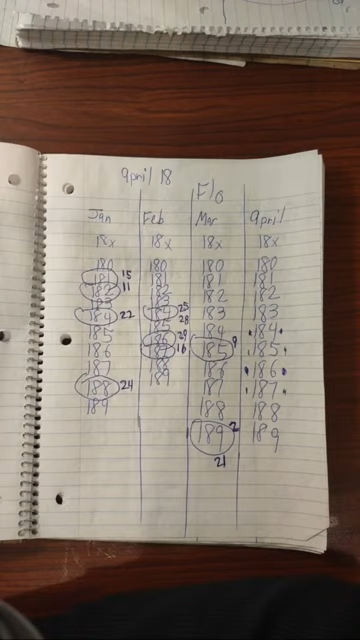 April 18
F/o
Jan Feb Mar April
18x 18x 18x 18x
180 180 180 180
181 15 181 181 181
182 11 182 182 182
183 183 183 183
184 22 184 25 184 184
185 185 28 185 9 185
186 186 29 186 186
187 187 16 187 187
188 24 188 188 188
189 189 189 2 189
21